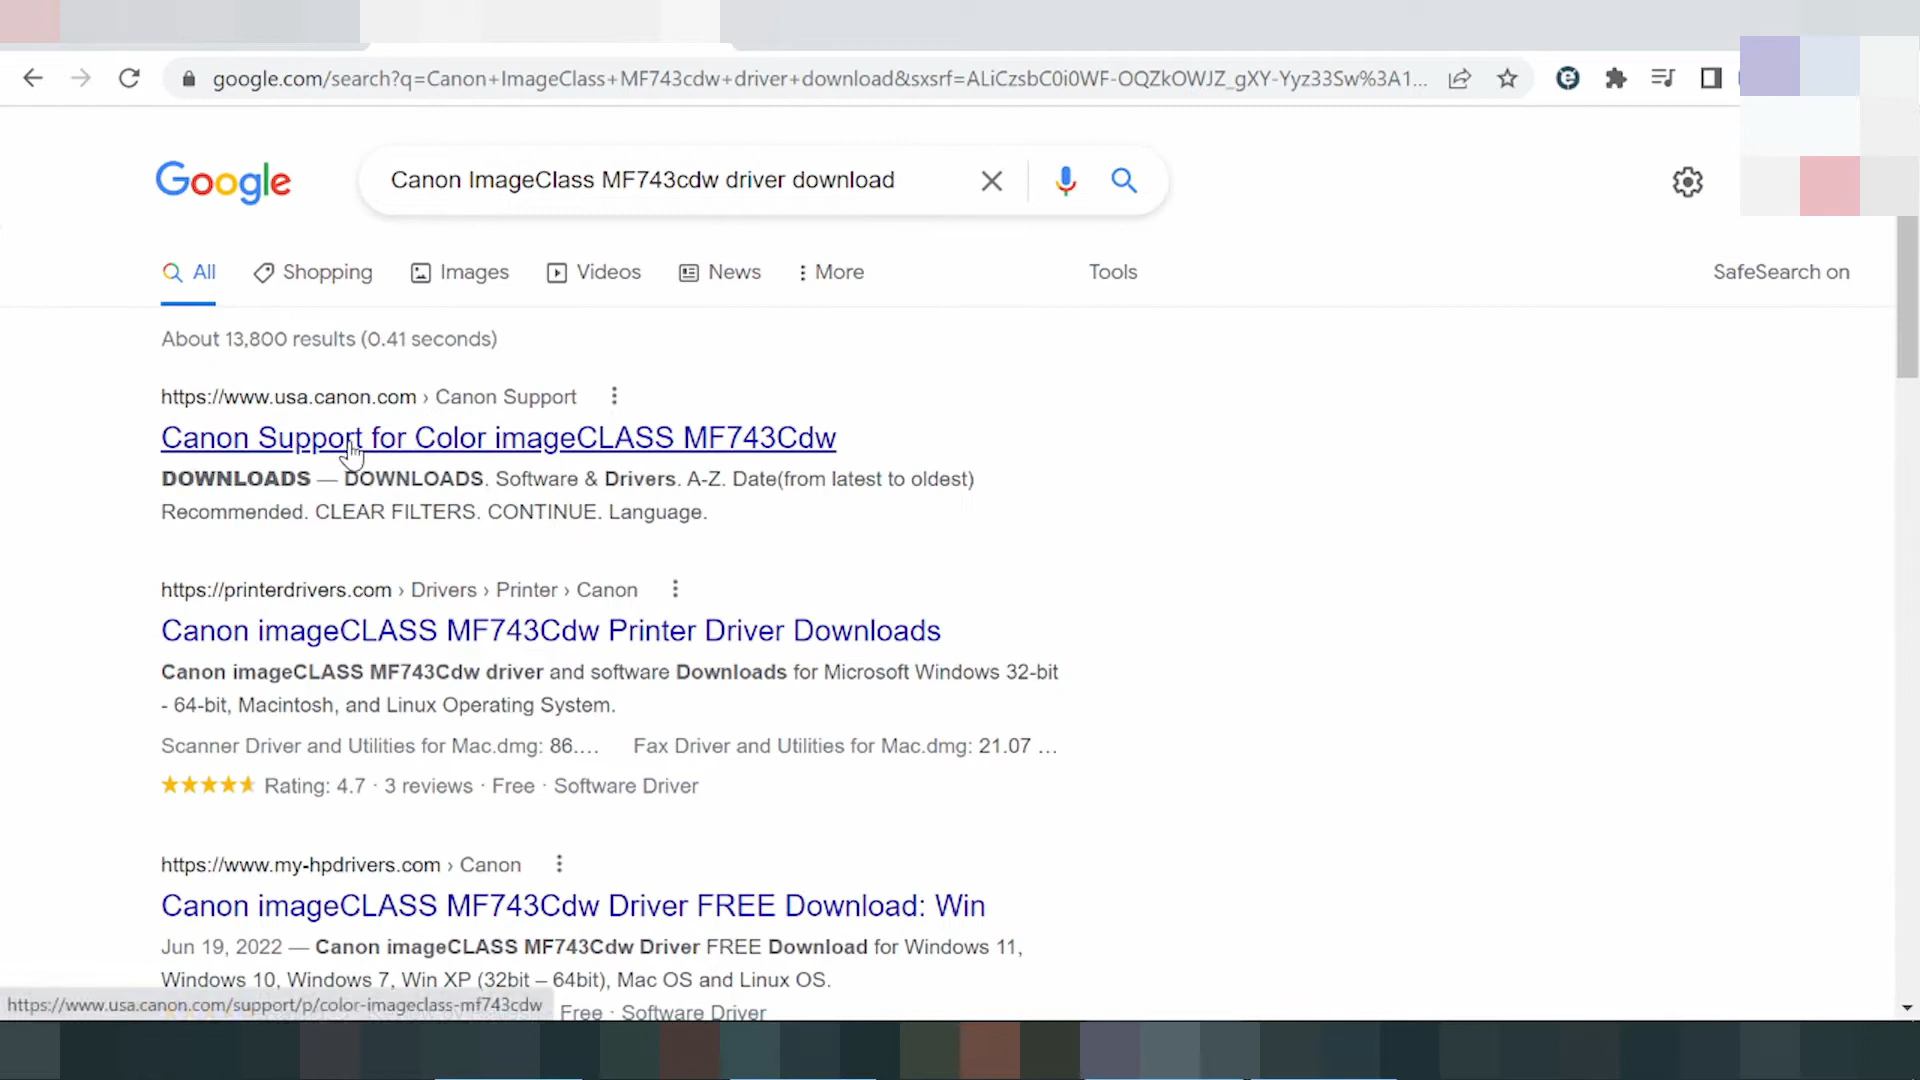 google.com/search?q=Canon+ImageClass+MF743cdw+driver+download&sxsrf=ALiCzsbC0i0WF-OQZkOWJZ_gXY-Yyz33Sw%3A1...
Google
Canon ImageClass MF743cdw driver download
All
Shopping
Images
Videos
News
More
Tools
SafeSearch on
About 13,800 results (0.41 seconds)
https://www.usa.canon.com › Canon Support
Canon Support for Color imageCLASS MF743Cdw
DOWNLOADS — DOWNLOADS. Software & Drivers. A-Z. Date(from latest to oldest)
Recommended. CLEAR FILTERS. CONTINUE. Language.
https://printerdrivers.com › Drivers › Printer › Canon
Canon imageCLASS MF743Cdw Printer Driver Downloads
Canon imageCLASS MF743Cdw driver and software Downloads for Microsoft Windows 32-bit
- 64-bit, Macintosh, and Linux Operating System.
Scanner Driver and Utilities for Mac.dmg: 86.... Fax Driver and Utilities for Mac.dmg: 21.07 ...
Rating: 4.7 · 3 reviews · Free · Software Driver
https://www.my-hpdrivers.com › Canon
Canon imageCLASS MF743Cdw Driver FREE Download: Win
Jun 19, 2022 — Canon imageCLASS MF743Cdw Driver FREE Download for Windows 11,
Windows 10, Windows 7, Win XP (32bit – 64bit), Mac OS and Linux OS.
https://www.usa.canon.com/support/p/color-imageclass-mf743cdw
Free · Software Driver